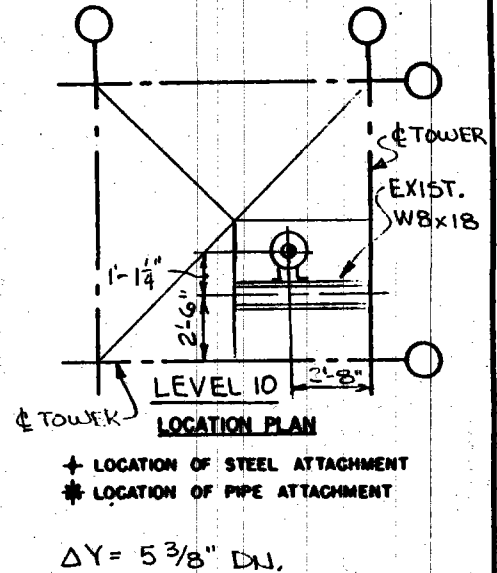 ℄ TOWER
EXIST.
W8x18
1'-1¼"
2'-6"
2'-8"
LEVEL 10
℄ TOWER
LOCATION PLAN
LOCATION OF STEEL ATTACHMENT
LOCATION OF PIPE ATTACHMENT
ΔY = 5 3/8" DN.